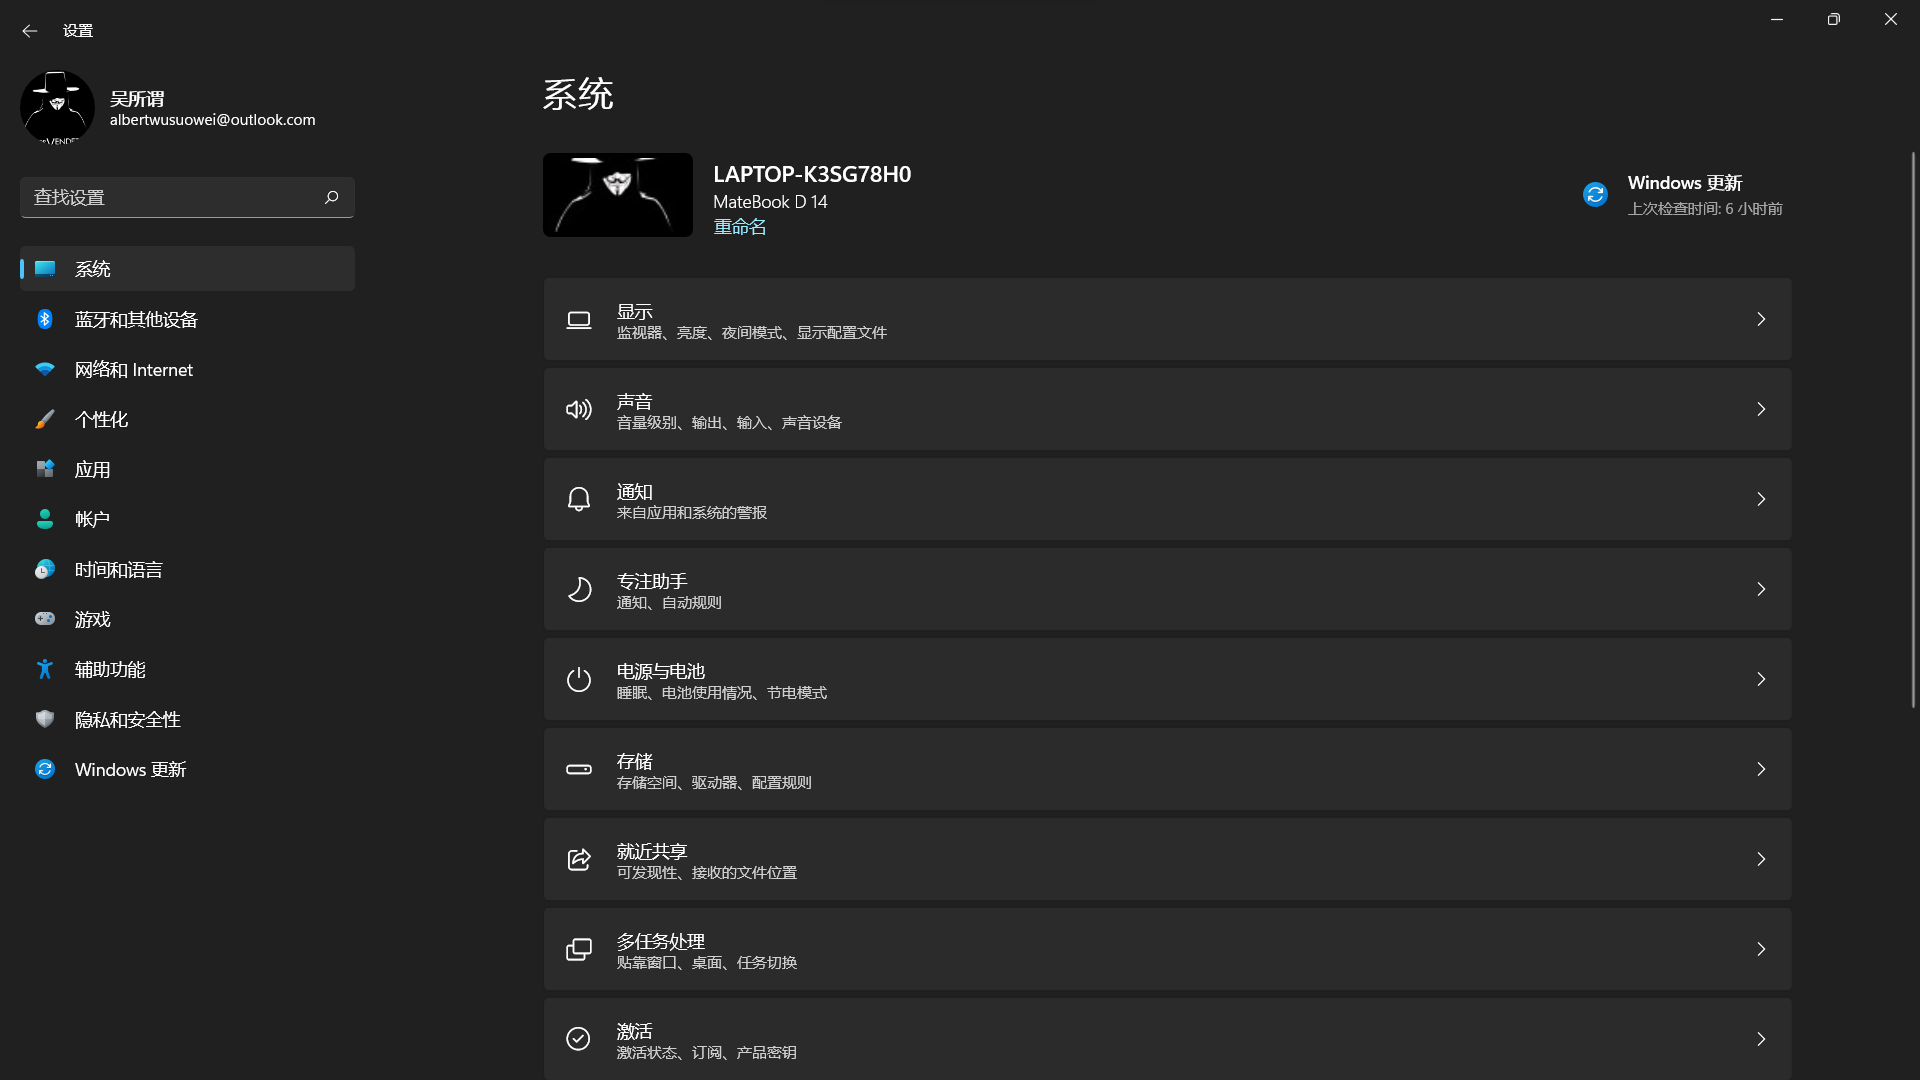 设置
吴所谓
albertwusuowei@outlook.com
查找设置
系统
蓝牙和其他设备
网络和 Internet
个性化
应用
帐户
时间和语言
游戏
辅助功能
隐私和安全性
Windows 更新
系统
LAPTOP-K3SG78H0
MateBook D 14
重命名
Windows 更新
上次检查时间: 6 小时前
显示
监视器、亮度、夜间模式、显示配置文件
声音
音量级别、输出、输入、声音设备
通知
来自应用和系统的警报
专注助手
通知、自动规则
电源与电池
睡眠、电池使用情况、节电模式
存储
存储空间、驱动器、配置规则
就近共享
可发现性、接收的文件位置
多任务处理
贴靠窗口、桌面、任务切换
激活
激活状态、订阅、产品密钥